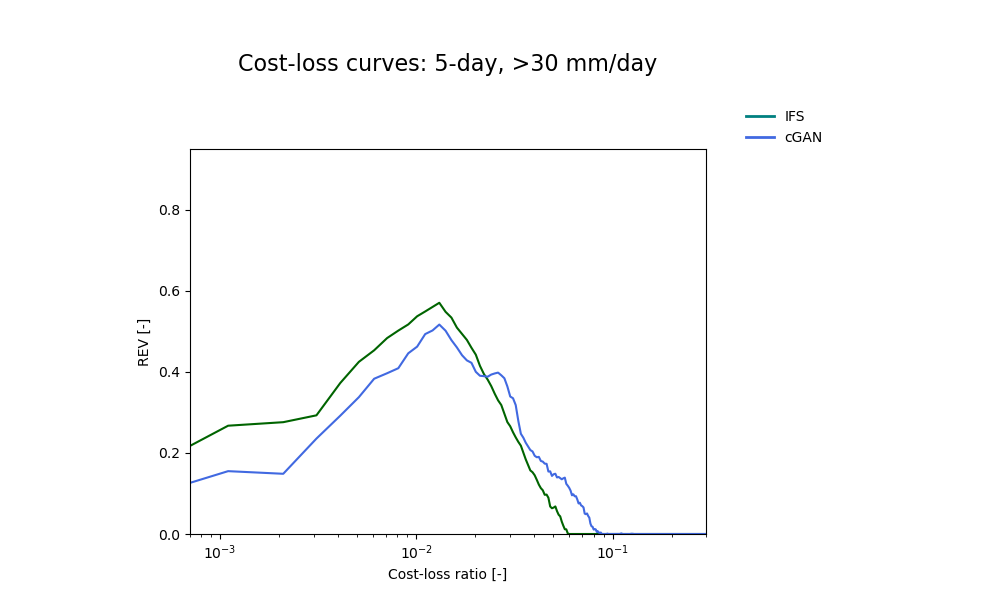 Cost-loss curves: 5-day, >30 mm/day
IFS
cGAN
0.8
0.6
0.4
0.2
0.0
REV [-]
10⁻³
10⁻²
10⁻¹
Cost-loss ratio [-]